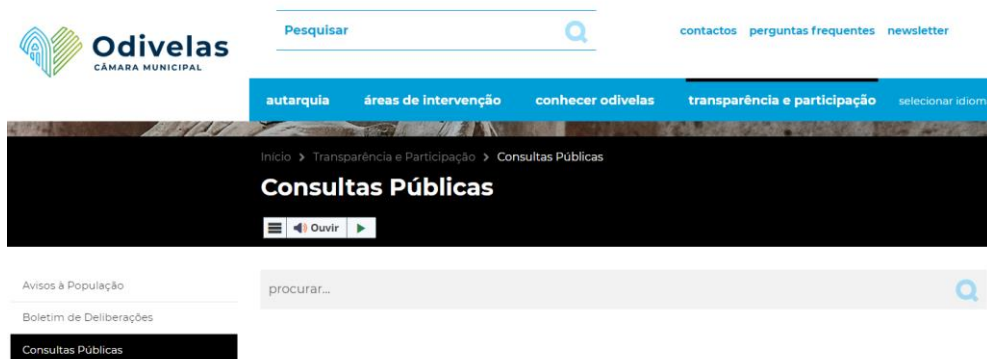 Odivelas
CÂMARA MUNICIPAL
Pesquisar
contactos perguntas frequentes newsletter
autarquia áreas de intervenção conhecer odivelas transparência e participação selecionar idiom
Início > Transparência e Participação > Consultas Públicas
Consultas Públicas
Ouvir
Avisos à População
Boletim de Deliberações
Consultas Públicas
procurar...